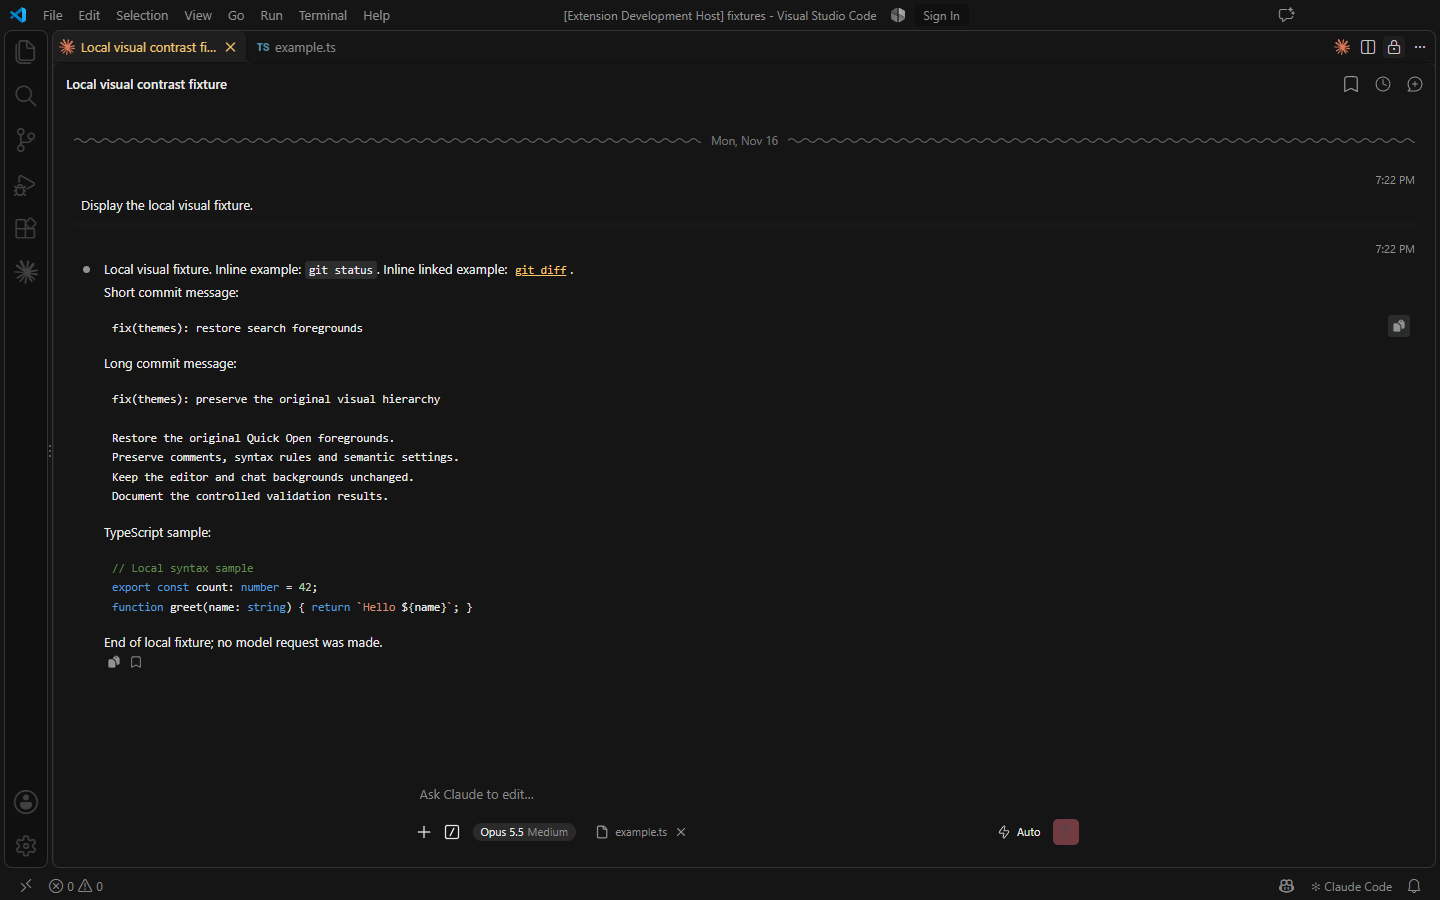 File Edit Selection View Go Run Terminal Help [Extension Development Host] fixtures - Visual Studio Code Sign In
Local visual contrast fi... TS example.ts
Local visual contrast fixture
Mon, Nov 16
7:22 PM
Display the local visual fixture.
7:22 PM
Local visual fixture. Inline example: git status. Inline linked example: git diff.
Short commit message:
fix(themes): restore search foregrounds
Long commit message:
fix(themes): preserve the original visual hierarchy
Restore the original Quick Open foregrounds.
Preserve comments, syntax rules and semantic settings.
Keep the editor and chat backgrounds unchanged.
Document the controlled validation results.
TypeScript sample:
// Local syntax sample
export const count: number = 42;
function greet(name: string) { return `Hello ${name}`; }
End of local fixture; no model request was made.
Ask Claude to edit...
Opus 5.5 Medium example.ts Auto
0 0 Claude Code